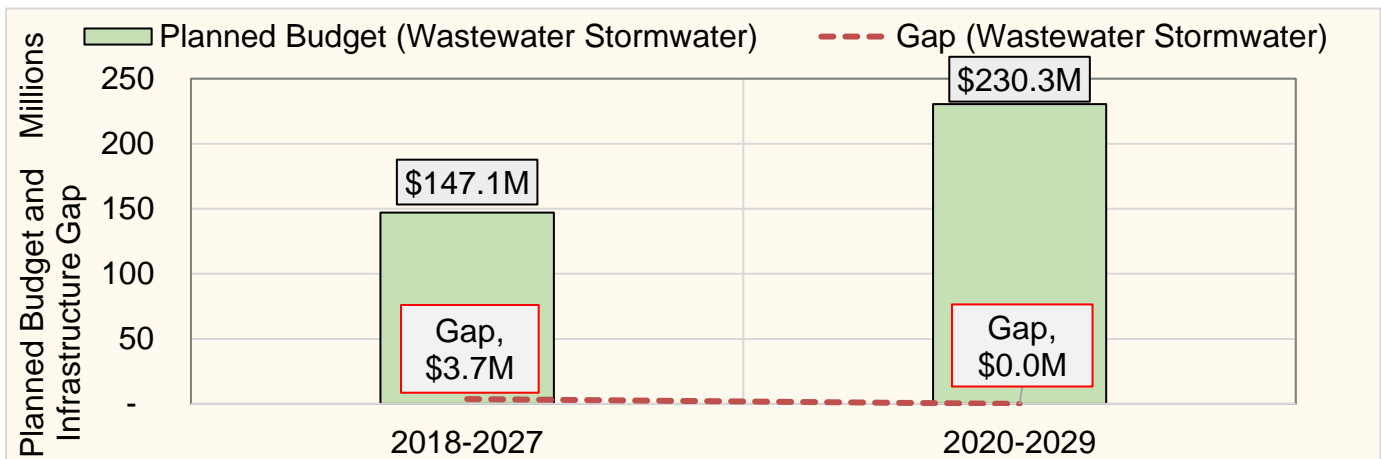 Planned Budget (Wastewater Stormwater)
Gap (Wastewater Stormwater)
Millions
Planned Budget and
Infrastructure Gap
250
200
150
100
50
-
$147.1M
$230.3M
Gap,
$3.7M
Gap,
$0.0M
2018-2027
2020-2029